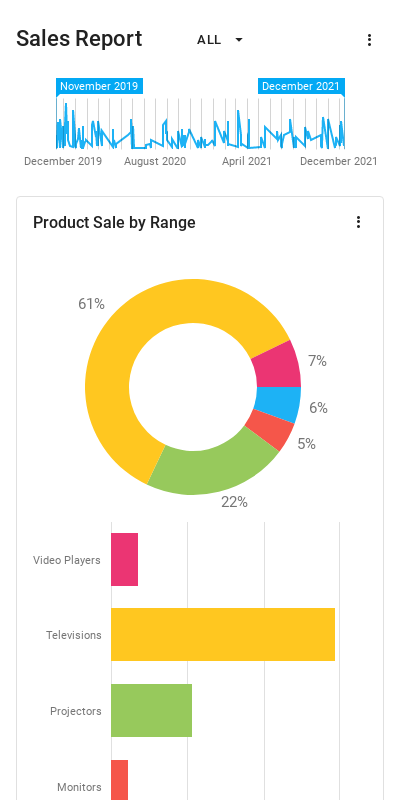 Sales Report
ALL
November 2019
December 2021
December 2019
August 2020
April 2021
December 2021
Product Sale by Range
61%
7%
6%
5%
22%
Video Players
Televisions
Projectors
Monitors